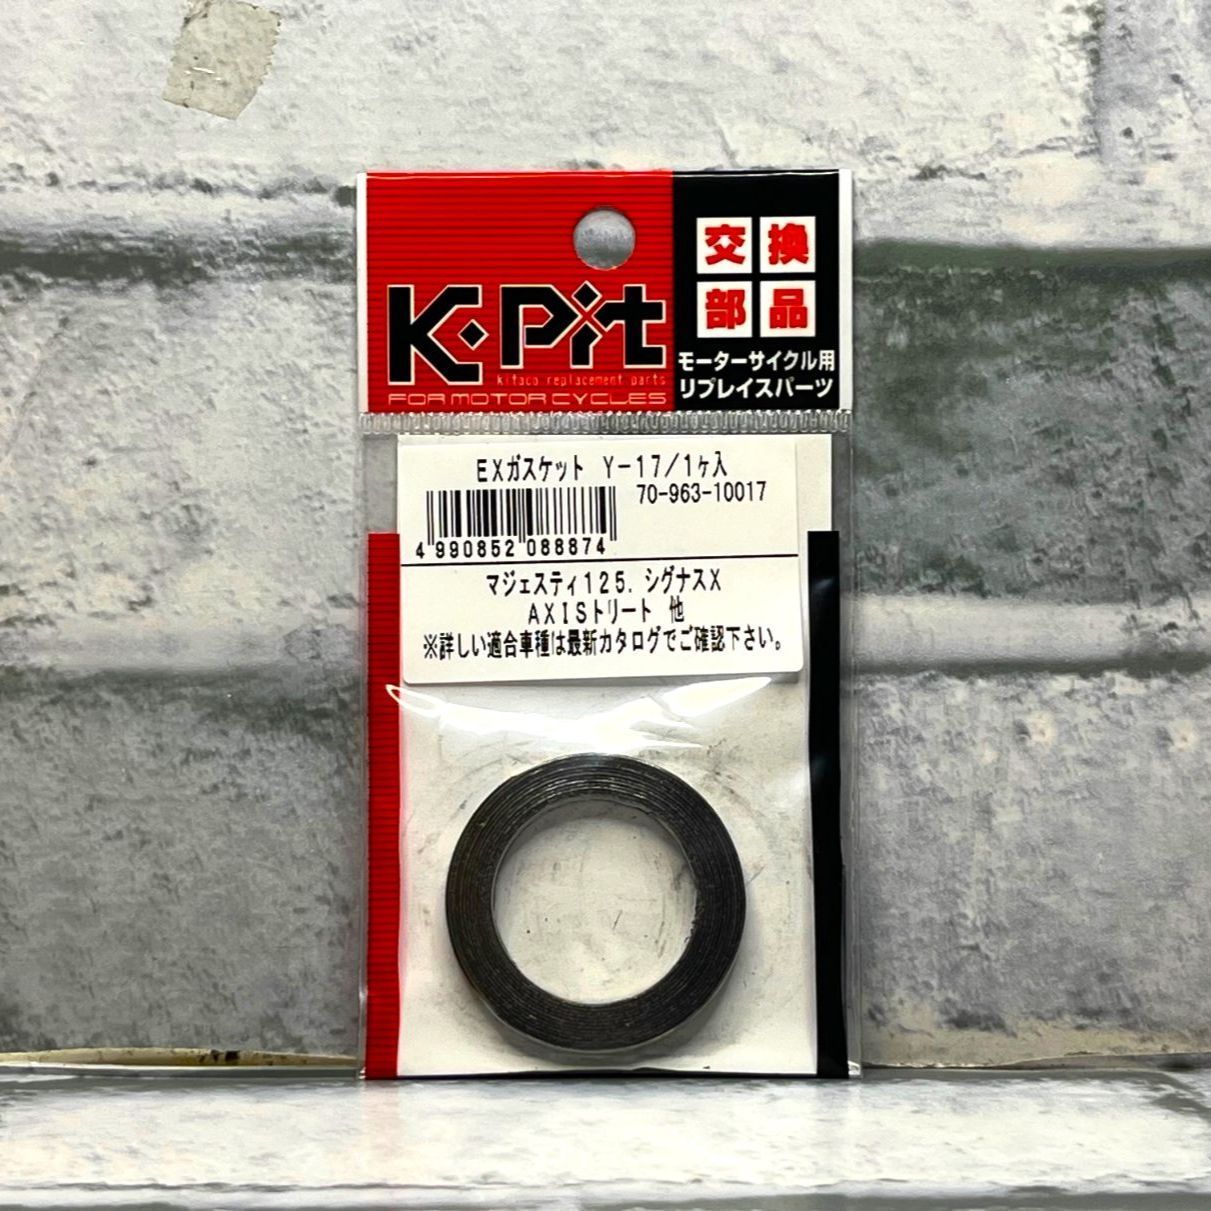 K・Pit
kitaco replacement parts
FOR MOTOR CYCLES
交換
部品
モーターサイクル用
リプレイスパーツ
EXガスケット Y-17/1ヶ入
70-963-10017
4 990852 088874
マジェスティ125. シグナスX
AXISトリート 他
※詳しい適合車種は最新カタログでご確認下さい。